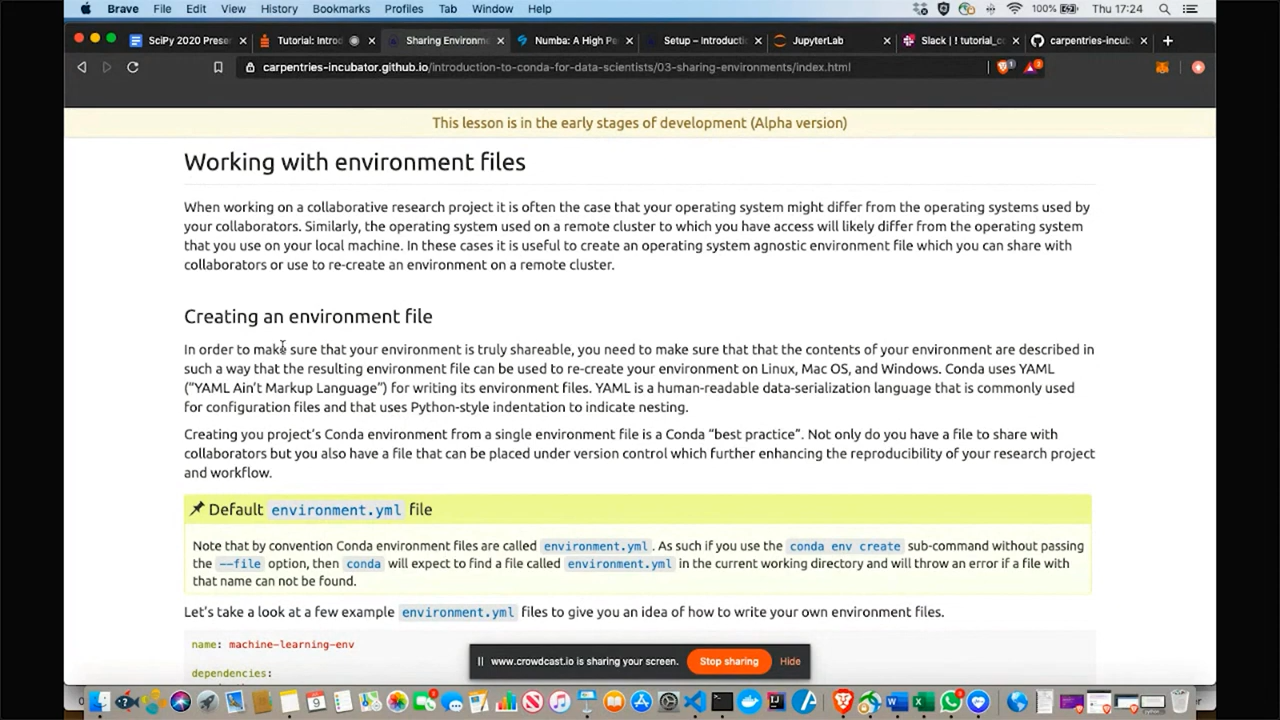 Brave File Edit View History Bookmarks Profiles Tab Window Help 100% Thu 17:24
SciPy 2020 Prese Tutorial: Intro Sharing Environme Numba: A High Pe Setup – Introducti JupyterLab Slack | ! tutorial_co carpentries-incub
carpentries-incubator.github.io/introduction-to-conda-for-data-scientists/03-sharing-environments/index.html
This lesson is in the early stages of development (Alpha version)
Working with environment files
When working on a collaborative research project it is often the case that your operating system might differ from the operating systems used by
your collaborators. Similarly, the operating system used on a remote cluster to which you have access will likely differ from the operating system
that you use on your local machine. In these cases it is useful to create an operating system agnostic environment file which you can share with
collaborators or use to re-create an environment on a remote cluster.
Creating an environment file
In order to make sure that your environment is truly shareable, you need to make sure that that the contents of your environment are described in
such a way that the resulting environment file can be used to re-create your environment on Linux, Mac OS, and Windows. Conda uses YAML
(“YAML Ain’t Markup Language”) for writing its environment files. YAML is a human-readable data-serialization language that is commonly used
for configuration files and that uses Python-style indentation to indicate nesting.
Creating you project’s Conda environment from a single environment file is a Conda “best practice”. Not only do you have a file to share with
collaborators but you also have a file that can be placed under version control which further enhancing the reproducibility of your research project
and workflow.
Default environment.yml file
Note that by convention Conda environment files are called environment.yml. As such if you use the conda env create sub-command without passing
the --file option, then conda will expect to find a file called environment.yml in the current working directory and will throw an error if a file with
that name can not be found.
Let’s take a look at a few example environment.yml files to give you an idea of how to write your own environment files.
name: machine-learning-env
www.crowdcast.io is sharing your screen. Stop sharing Hide
dependencies: